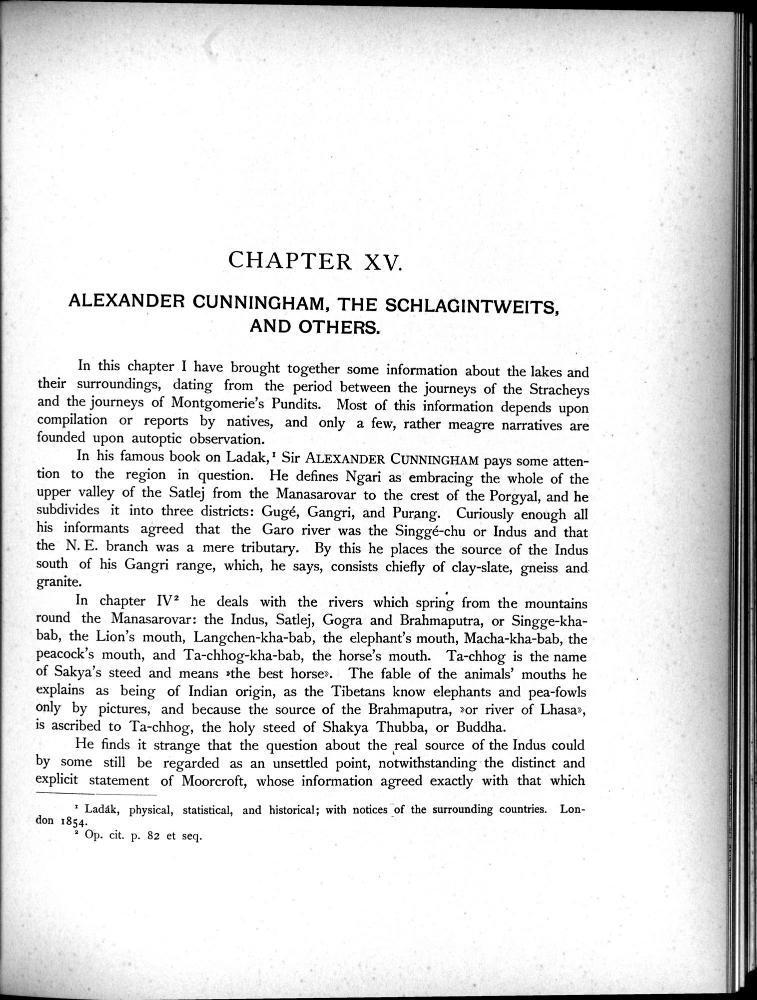 CHAPTER XV.
ALEXANDER CUNNINGHAM, THE SCHLAGINTWEITS,
AND OTHERS.
In this chapter I have brought together some information about the lakes and
their surroundings, dating from the period between the journeys of the Stracheys
and the journeys of Montgomerie's Pundits. Most of this information depends upon
compilation or reports by natives, and only a few, rather meagre narratives are
founded upon autoptic observation.
In his famous book on Ladak,¹ Sir ALEXANDER CUNNINGHAM pays some atten-
tion to the region in question. He defines Ngari as embracing the whole of the
upper valley of the Satlej from the Manasarovar to the crest of the Porgyal, and he
subdivides it into three districts: Gugé, Gangri, and Purang. Curiously enough all
his informants agreed that the Garo river was the Singgé-chu or Indus and that
the N. E. branch was a mere tributary. By this he places the source of the Indus
south of his Gangri range, which, he says, consists chiefly of clay-slate, gneiss and
granite.
In chapter IV² he deals with the rivers which spring from the mountains
round the Manasarovar: the Indus, Satlej, Gogra and Brahmaputra, or Singge-kha-
bab, the Lion's mouth, Langchen-kha-bab, the elephant's mouth, Macha-kha-bab, the
peacock's mouth, and Ta-chhog-kha-bab, the horse's mouth. Ta-chhog is the name
of Sakya's steed and means »the best horse». The fable of the animals' mouths he
explains as being of Indian origin, as the Tibetans know elephants and pea-fowls
only by pictures, and because the source of the Brahmaputra, »or river of Lhasa»,
is ascribed to Ta-chhog, the holy steed of Shakya Thubba, or Buddha.
He finds it strange that the question about the real source of the Indus could
by some still be regarded as an unsettled point, notwithstanding the distinct and
explicit statement of Moorcroft, whose information agreed exactly with that which
¹ Ladák, physical, statistical, and historical; with notices of the surrounding countries. Lon-
don 1854.
² Op. cit. p. 82 et seq.